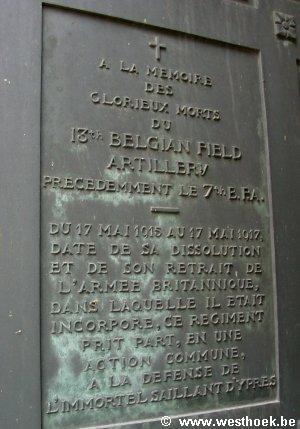 A LA MEMOIRE
DES
GLORIEUX MORTS
DU
13th BELGIAN FIELD
ARTILLERY
PRECEDEMMENT LE 7th B.F.A.
DU 17 MAI 1915 AU 17 MAI 1917,
DATE DE SA DISSOLUTION
ET DE SON RETRAIT, DE
L'ARMÉE BRITANNIQUE,
DANS LAQUELLE IL ETAIT
INCORPORE, CE REGIMENT
PRIT PART, EN UNE
ACTION COMMUNE,
A LA DEFENSE DE
L'IMMORTEL SAILLANT D'YPRES
© www.westhoek.be